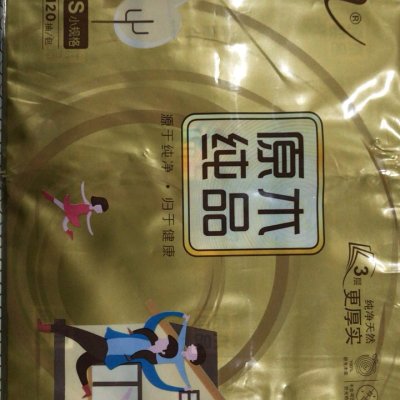 ®
纯净天然
3层
更厚实
原木
纯品
源于纯净·归于健康
S 小规格
120抽/包